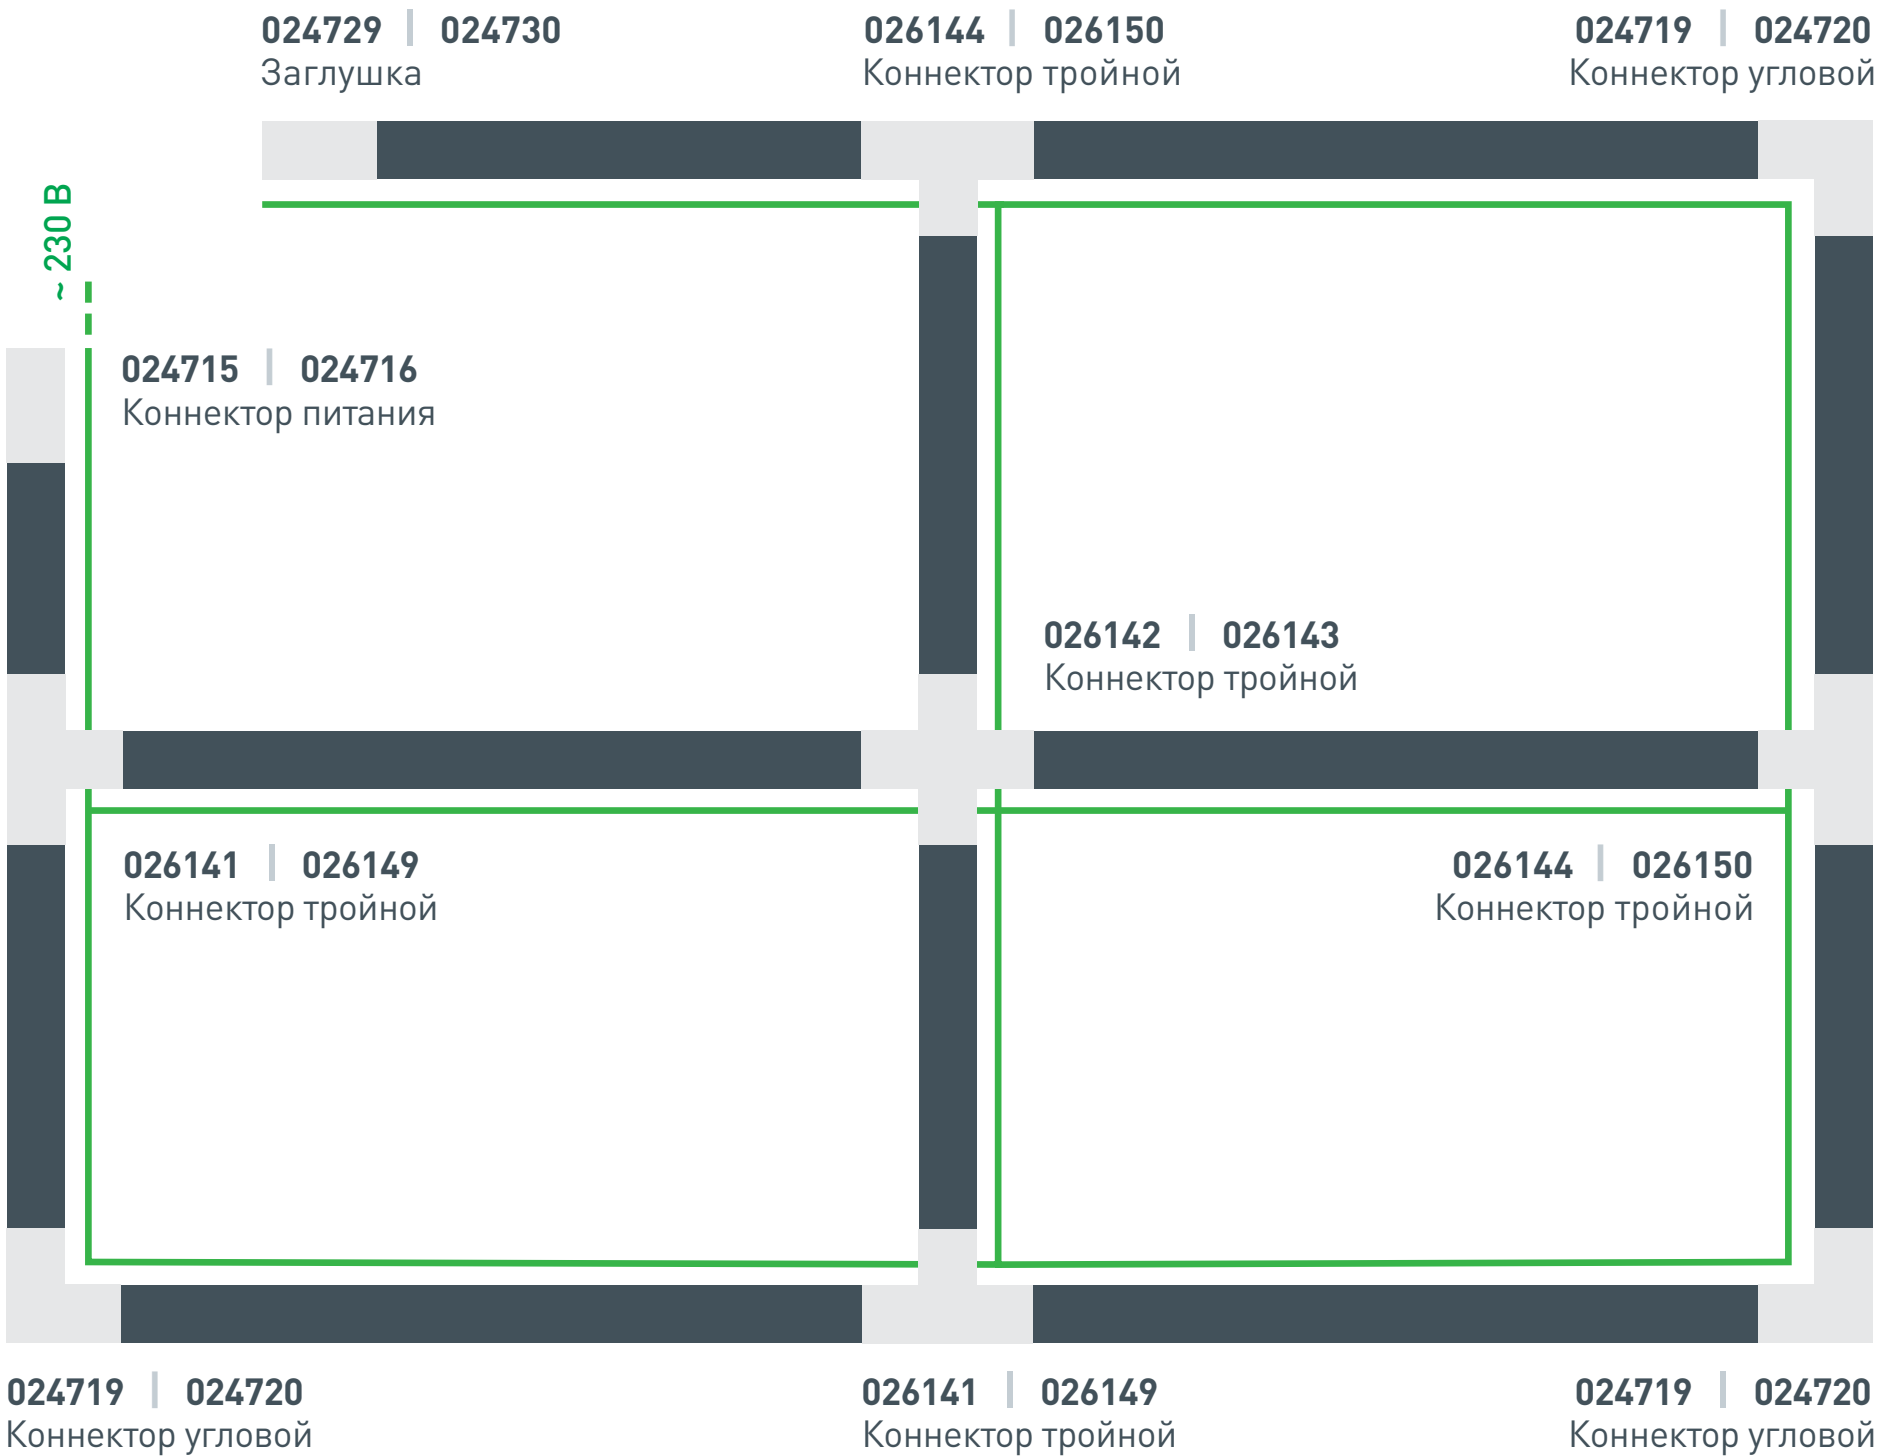 024729 | 024730
Заглушка
026144 | 026150
Коннектор тройной
024719 | 024720
Коннектор угловой
~ 230 В
024715 | 024716
Коннектор питания
026142 | 026143
Коннектор тройной
026141 | 026149
Коннектор тройной
026144 | 026150
Коннектор тройной
024719 | 024720
Коннектор угловой
026141 | 026149
Коннектор тройной
024719 | 024720
Коннектор угловой